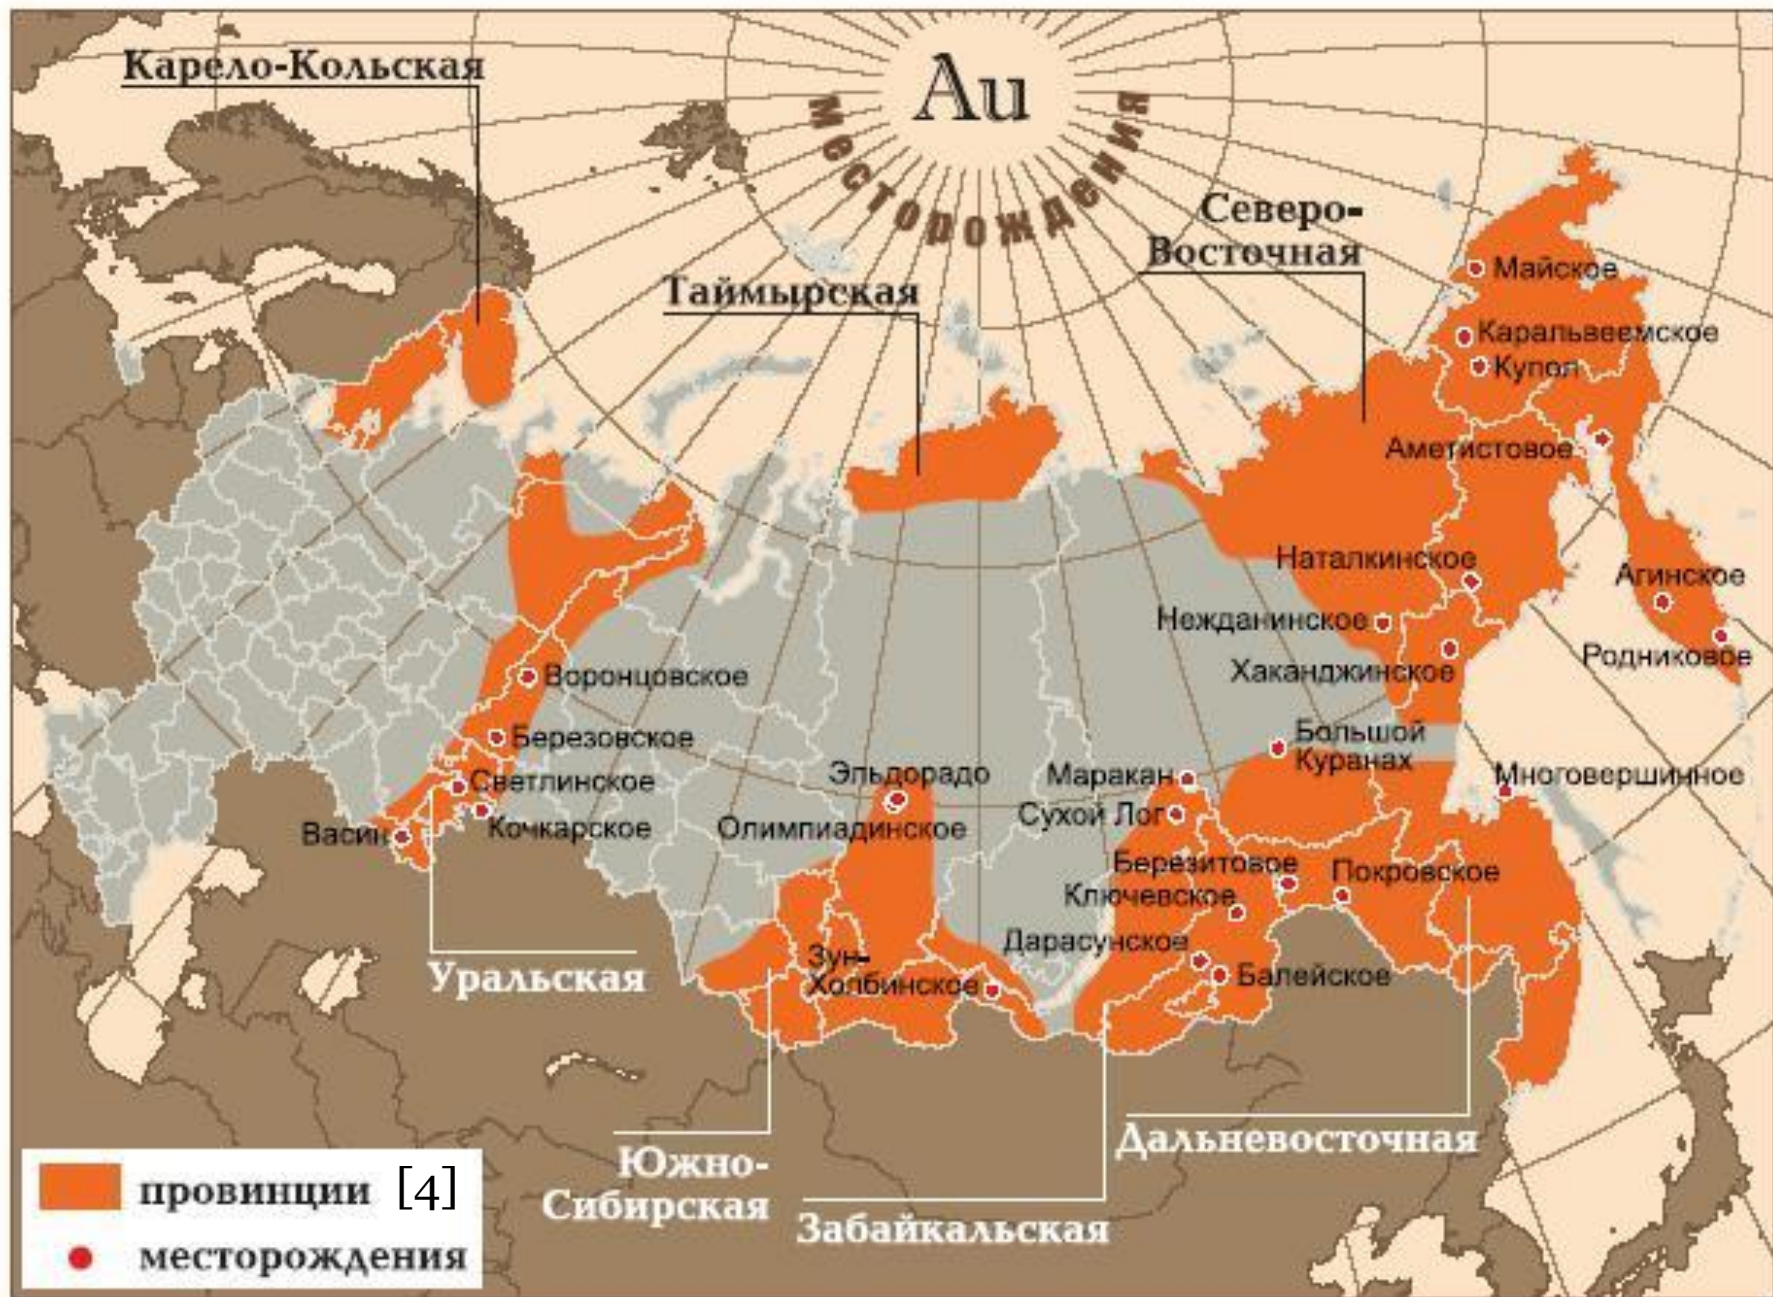 Карело-Кольская
Au
месторождения
Северо-
Восточная
Таймырская
Майское
Каральвеемское
Купол
Аметистовое
Наталкинское
Агинское
Нежданинское
Родниковое
Хаканджинское
Воронцовское
Березовское
Большой
Куранах
Маракан
Многовершинное
Эльдорадо
Светлинское
Сухой Лог
Олимпиадинское
Кочкарское
Васин
Березитовое
Покровское
Ключевское
Дарасунское
Зун-
Холбинское
Балейское
Уральская
Дальневосточная
Южно-
Сибирская
Забайкальская
провинции [4]
месторождения